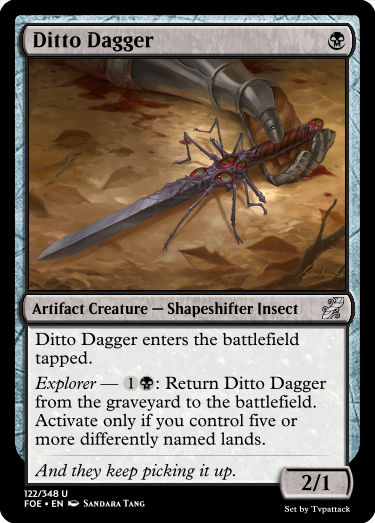 Ditto Dagger
Artifact Creature — Shapeshifter Insect
Ditto Dagger enters the battlefield
tapped.
Explorer — 1: Return Ditto Dagger
from the graveyard to the battlefield.
Activate only if you control five or
more differently named lands.
And they keep picking it up.
2/1
122/348 U
FOE • EN Sandara Tang
Set by Tvpattack